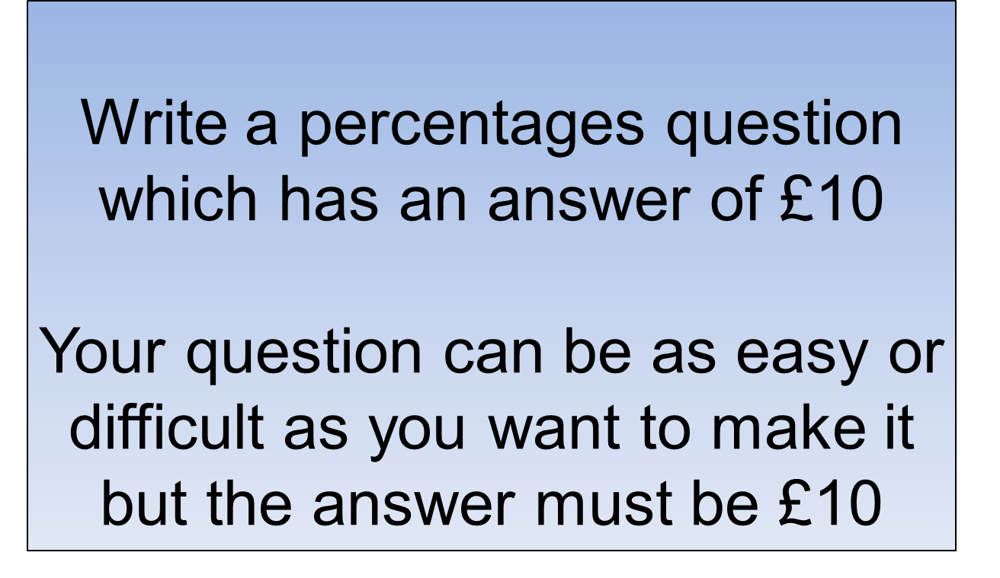 Write a percentages question
which has an answer of £10
Your question can be as easy or
difficult as you want to make it
but the answer must be £10